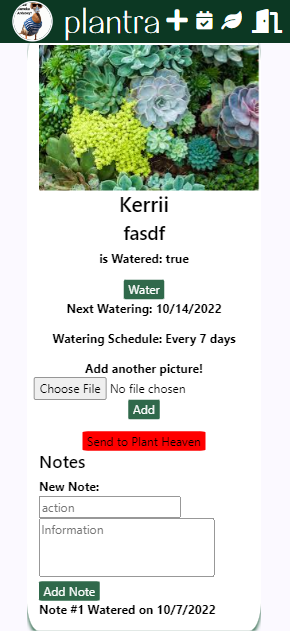 plantra
Kerrii
fasdf
is Watered: true
Water
Next Watering: 10/14/2022
Watering Schedule: Every 7 days
Add another picture!
Choose File No file chosen
Add
Send to Plant Heaven
Notes
New Note:
action
Information
Add Note
Note #1 Watered on 10/7/2022